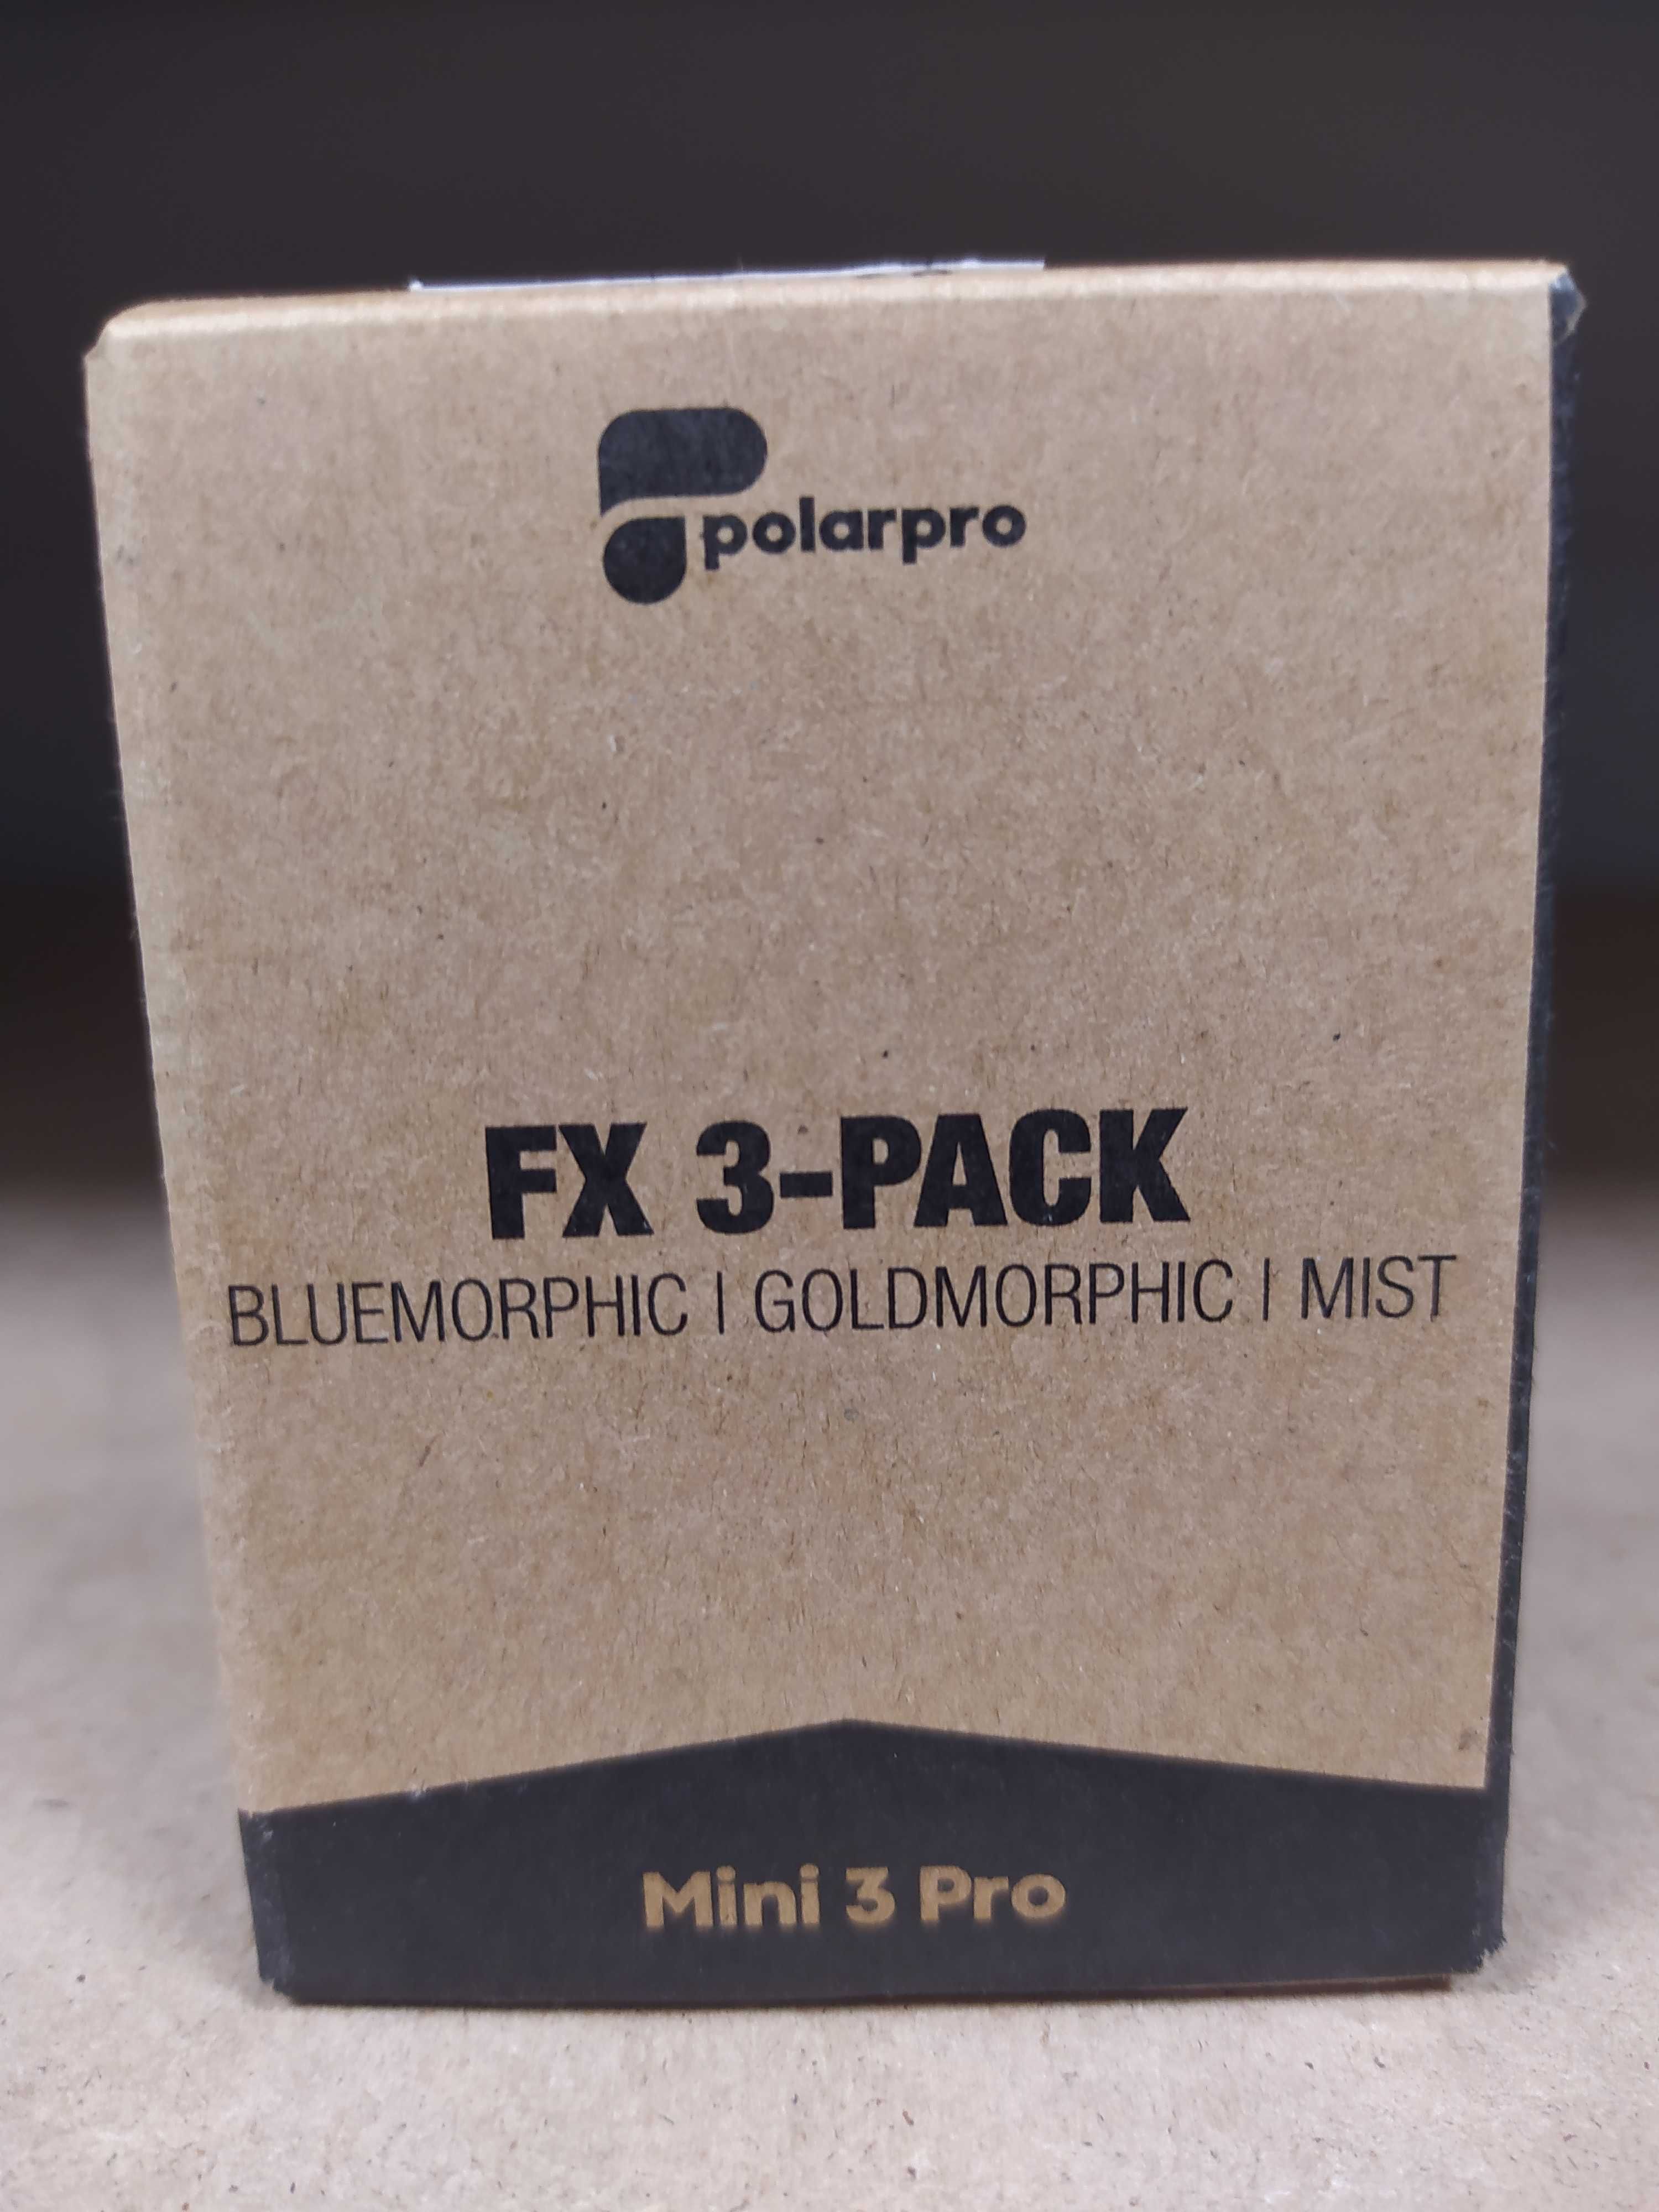 polarpro
FX 3-PACK
BLUEMORPHIC | GOLDMORPHIC | MIST
Mini 3 Pro